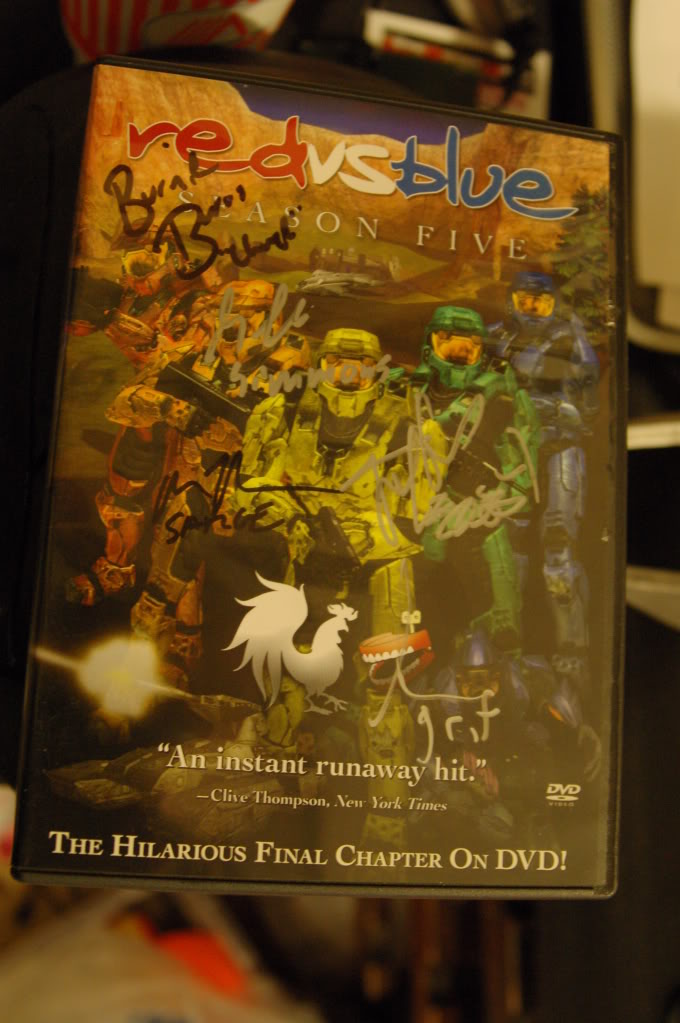 red vs blue
SEASON FIVE
Simmons
SARGE
grif
"An instant runaway hit."
—Clive Thompson, New York Times
DVD
VIDEO
THE HILARIOUS FINAL CHAPTER ON DVD!